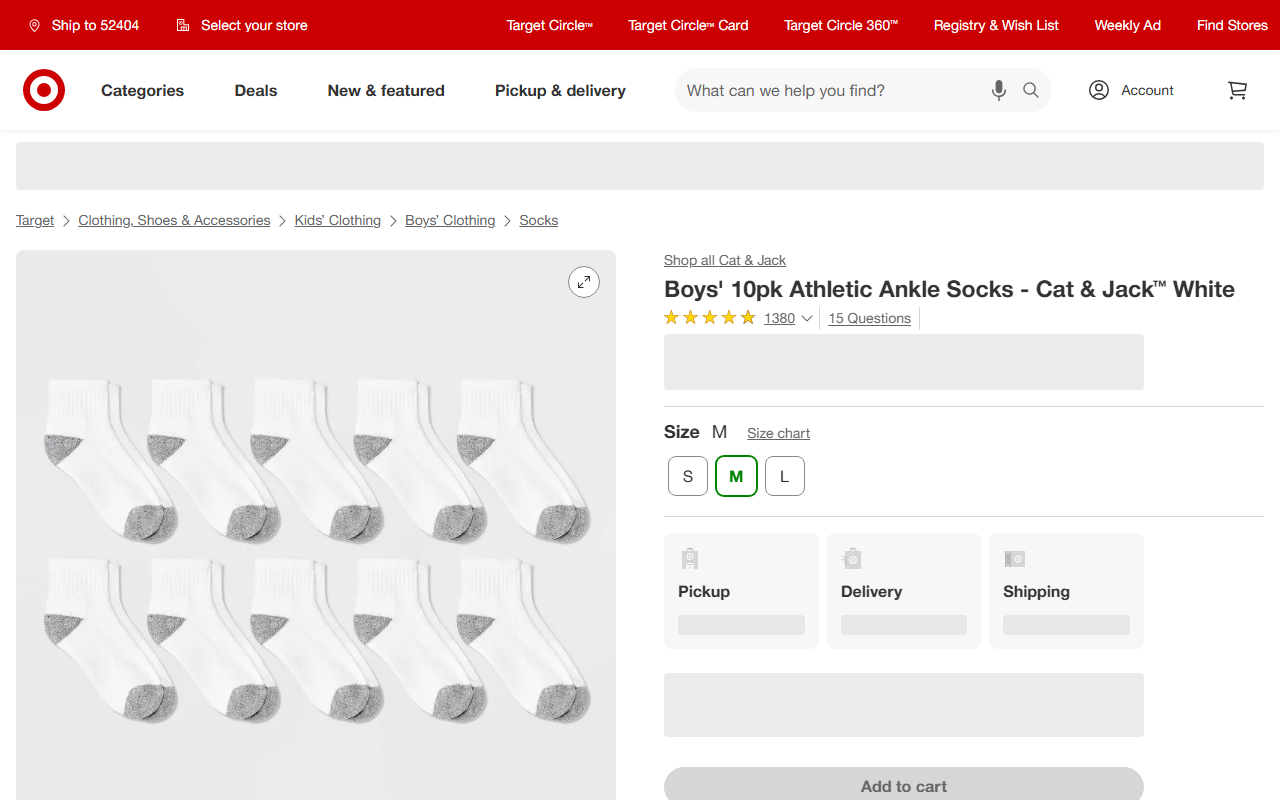 Ship to 52404
Select your store
Target Circle™
Target Circle™ Card
Target Circle 360™
Registry & Wish List
Weekly Ad
Find Stores
Categories
Deals
New & featured
Pickup & delivery
What can we help you find?
Account
Target
Clothing, Shoes & Accessories
Kids' Clothing
Boys' Clothing
Socks
Shop all Cat & Jack
Boys' 10pk Athletic Ankle Socks - Cat & Jack™ White
1380
15 Questions
Size M Size chart
S M L
Pickup
Delivery
Shipping
Add to cart